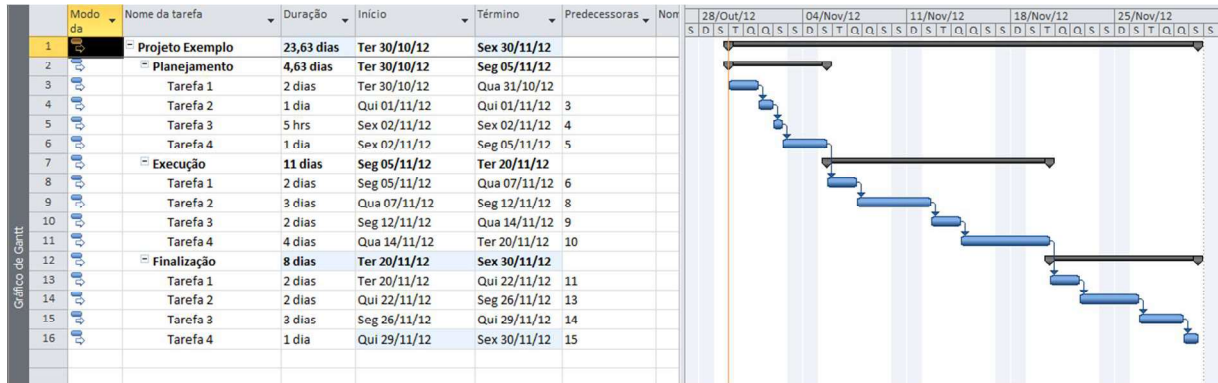 Modo da Nome da tarefa Duração Início Término Predecessoras Nom 28/Out/12 04/Nov/12 11/Nov/12 18/Nov/12 25/Nov/12
S D S T Q Q S S D S T Q Q S S D S T Q Q S S D S T Q Q S S D S T Q Q S S
1 Projeto Exemplo 23,63 dias Ter 30/10/12 Sex 30/11/12
2 Planejamento 4,63 dias Ter 30/10/12 Seg 05/11/12
3 Tarefa 1 2 dias Ter 30/10/12 Qua 31/10/12
4 Tarefa 2 1 dia Qui 01/11/12 Qui 01/11/12 3
5 Tarefa 3 5 hrs Sex 02/11/12 Sex 02/11/12 4
6 Tarefa 4 1 dia Sex 02/11/12 Seg 05/11/12 5
7 Execução 11 dias Seg 05/11/12 Ter 20/11/12
8 Tarefa 1 2 dias Seg 05/11/12 Qua 07/11/12 6
9 Tarefa 2 3 dias Qua 07/11/12 Seg 12/11/12 8
10 Tarefa 3 2 dias Seg 12/11/12 Qua 14/11/12 9
11 Tarefa 4 4 dias Qua 14/11/12 Ter 20/11/12 10
12 Finalização 8 dias Ter 20/11/12 Sex 30/11/12
13 Tarefa 1 2 dias Ter 20/11/12 Qui 22/11/12 11
14 Tarefa 2 2 dias Qui 22/11/12 Seg 26/11/12 13
15 Tarefa 3 3 dias Seg 26/11/12 Qui 29/11/12 14
16 Tarefa 4 1 dia Qui 29/11/12 Sex 30/11/12 15
Gráfico de Gantt